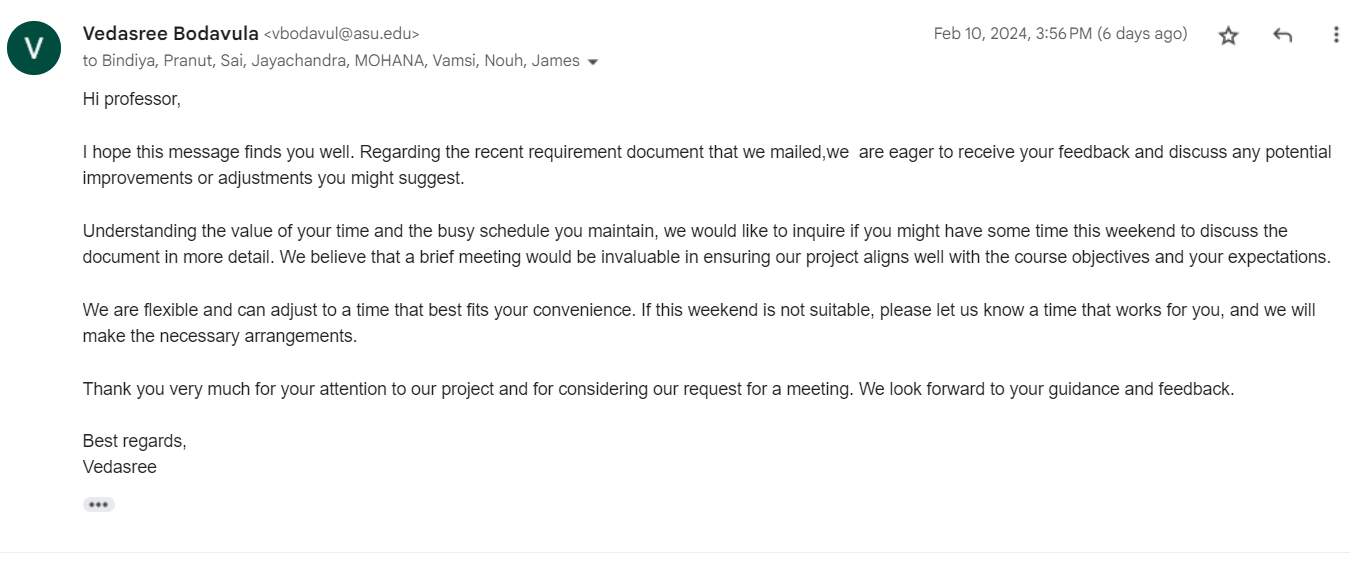 V
Vedasree Bodavula <vbodavul@asu.edu>
Feb 10, 2024, 3:56 PM (6 days ago)
to Bindiya, Pranut, Sai, Jayachandra, MOHANA, Vamsi, Nouh, James
Hi professor,
I hope this message finds you well. Regarding the recent requirement document that we mailed,we  are eager to receive your feedback and discuss any potential
improvements or adjustments you might suggest.
Understanding the value of your time and the busy schedule you maintain, we would like to inquire if you might have some time this weekend to discuss the
document in more detail. We believe that a brief meeting would be invaluable in ensuring our project aligns well with the course objectives and your expectations.
We are flexible and can adjust to a time that best fits your convenience. If this weekend is not suitable, please let us know a time that works for you, and we will
make the necessary arrangements.
Thank you very much for your attention to our project and for considering our request for a meeting. We look forward to your guidance and feedback.
Best regards,
Vedasree